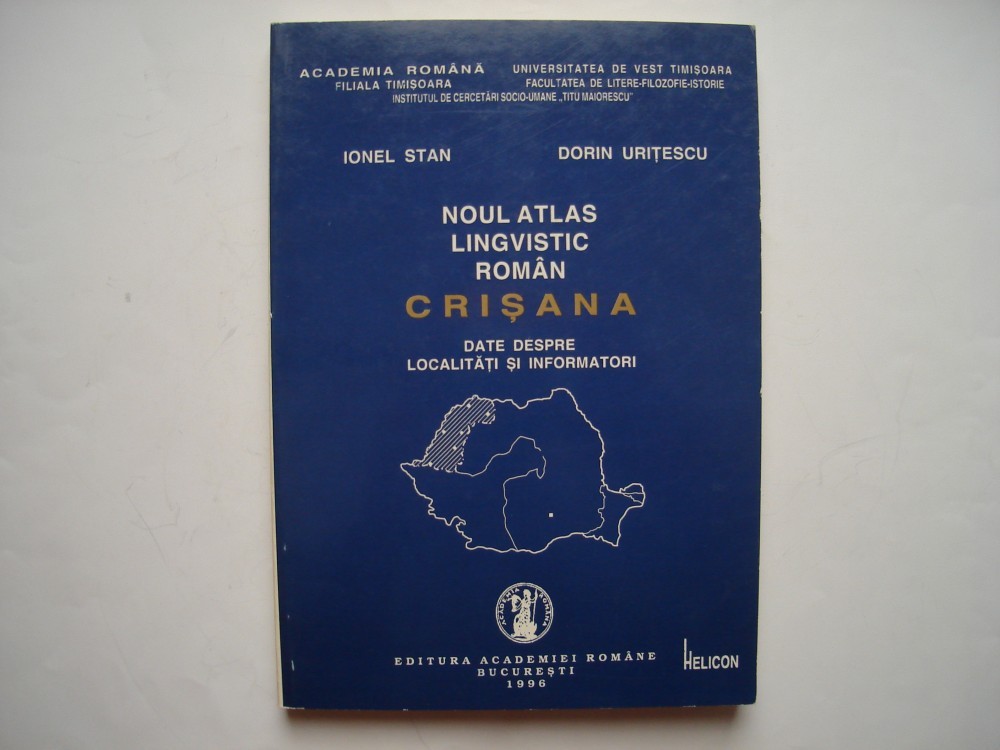 ACADEMIA ROMÂNĂ UNIVERSITATEA DE VEST TIMIȘOARA
FILIALA TIMIȘOARA FACULTATEA DE LITERE-FILOZOFIE-ISTORIE
INSTITUTUL DE CERCETĂRI SOCIO-UMANE „TITU MAIORESCU”
IONEL STAN DORIN URIȚESCU
NOUL ATLAS
LINGVISTIC
ROMÂN
CRIȘANA
DATE DESPRE
LOCALITĂȚI ȘI INFORMATORI
ACADEMIA ROMÂNĂ
EDITURA ACADEMIEI ROMÂNE
BUCUREȘTI
1996
HELICON